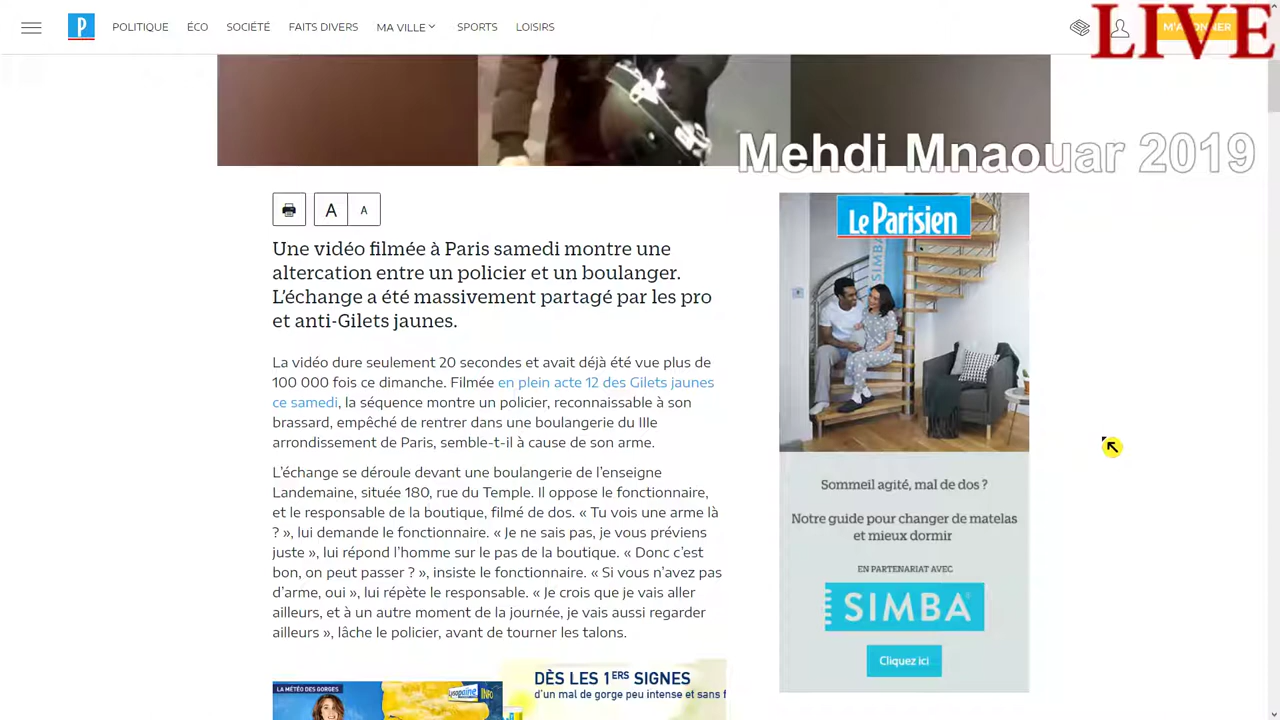 POLITIQUE ÉCO SOCIÉTÉ FAITS DIVERS MA VILLE SPORTS LOISIRS
M'ABONNER
LIVE
Mehdi Mnaouar 2019
A A
Une vidéo filmée à Paris samedi montre une
altercation entre un policier et un boulanger.
L'échange a été massivement partagé par les pro
et anti-Gilets jaunes.
La vidéo dure seulement 20 secondes et avait déjà été vue plus de
100 000 fois ce dimanche. Filmée en plein acte 12 des Gilets jaunes
ce samedi, la séquence montre un policier, reconnaissable à son
brassard, empêché de rentrer dans une boulangerie du IIIe
arrondissement de Paris, semble-t-il à cause de son arme.
L'échange se déroule devant une boulangerie de l'enseigne
Landemaine, située 180, rue du Temple. Il oppose le fonctionnaire,
et le responsable de la boutique, filmé de dos. « Tu vois une arme là
? », lui demande le fonctionnaire. « Je ne sais pas, je vous préviens
juste », lui répond l'homme sur le pas de la boutique. « Donc c'est
bon, on peut passer ? », insiste le fonctionnaire. « Si vous n'avez pas
d'arme, oui », lui répète le responsable. « Je crois que je vais aller
ailleurs, et à un autre moment de la journée, je vais aussi regarder
ailleurs », lâche le policier, avant de tourner les talons.
Le Parisien
SIMBA
Sommeil agité, mal de dos ?
Notre guide pour changer de matelas
et mieux dormir
EN PARTENARIAT AVEC
SIMBA
Cliquez ici
LA MÉTÉO DES GORGES
INFO
DÈS LES 1ERS SIGNES
d'un mal de gorge peu intense et sans f